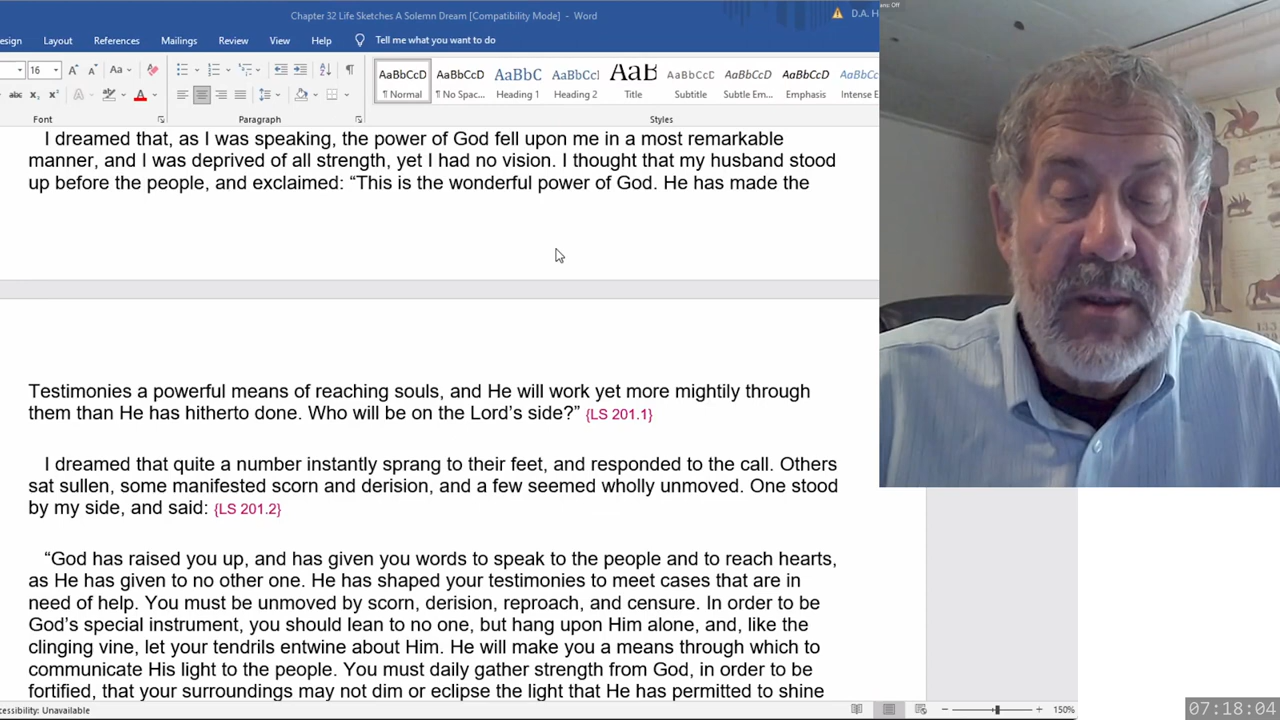 Chapter 32 Life Sketches A Solemn Dream [Compatibility Mode] - Word
D.A. H
ans: Off
esign Layout References Mailings Review View Help Tell me what you want to do
16
Aa
AaBbCcD AaBbCcD AaBbC AaBbCcI AaB AaBbCcD AaBbCcD AaBbCcD AaBbCc
¶ Normal ¶ No Spac... Heading 1 Heading 2 Title Subtitle Subtle Em... Emphasis Intense E
Font Paragraph Styles
I dreamed that, as I was speaking, the power of God fell upon me in a most remarkable
manner, and I was deprived of all strength, yet I had no vision. I thought that my husband stood
up before the people, and exclaimed: “This is the wonderful power of God. He has made the
Testimonies a powerful means of reaching souls, and He will work yet more mightily through
them than He has hitherto done. Who will be on the Lord’s side?” {LS 201.1}
I dreamed that quite a number instantly sprang to their feet, and responded to the call. Others
sat sullen, some manifested scorn and derision, and a few seemed wholly unmoved. One stood
by my side, and said: {LS 201.2}
“God has raised you up, and has given you words to speak to the people and to reach hearts,
as He has given to no other one. He has shaped your testimonies to meet cases that are in
need of help. You must be unmoved by scorn, derision, reproach, and censure. In order to be
God’s special instrument, you should lean to no one, but hang upon Him alone, and, like the
clinging vine, let your tendrils entwine about Him. He will make you a means through which to
communicate His light to the people. You must daily gather strength from God, in order to be
fortified, that your surroundings may not dim or eclipse the light that He has permitted to shine
cessibility: Unavailable
150%
07:18:04